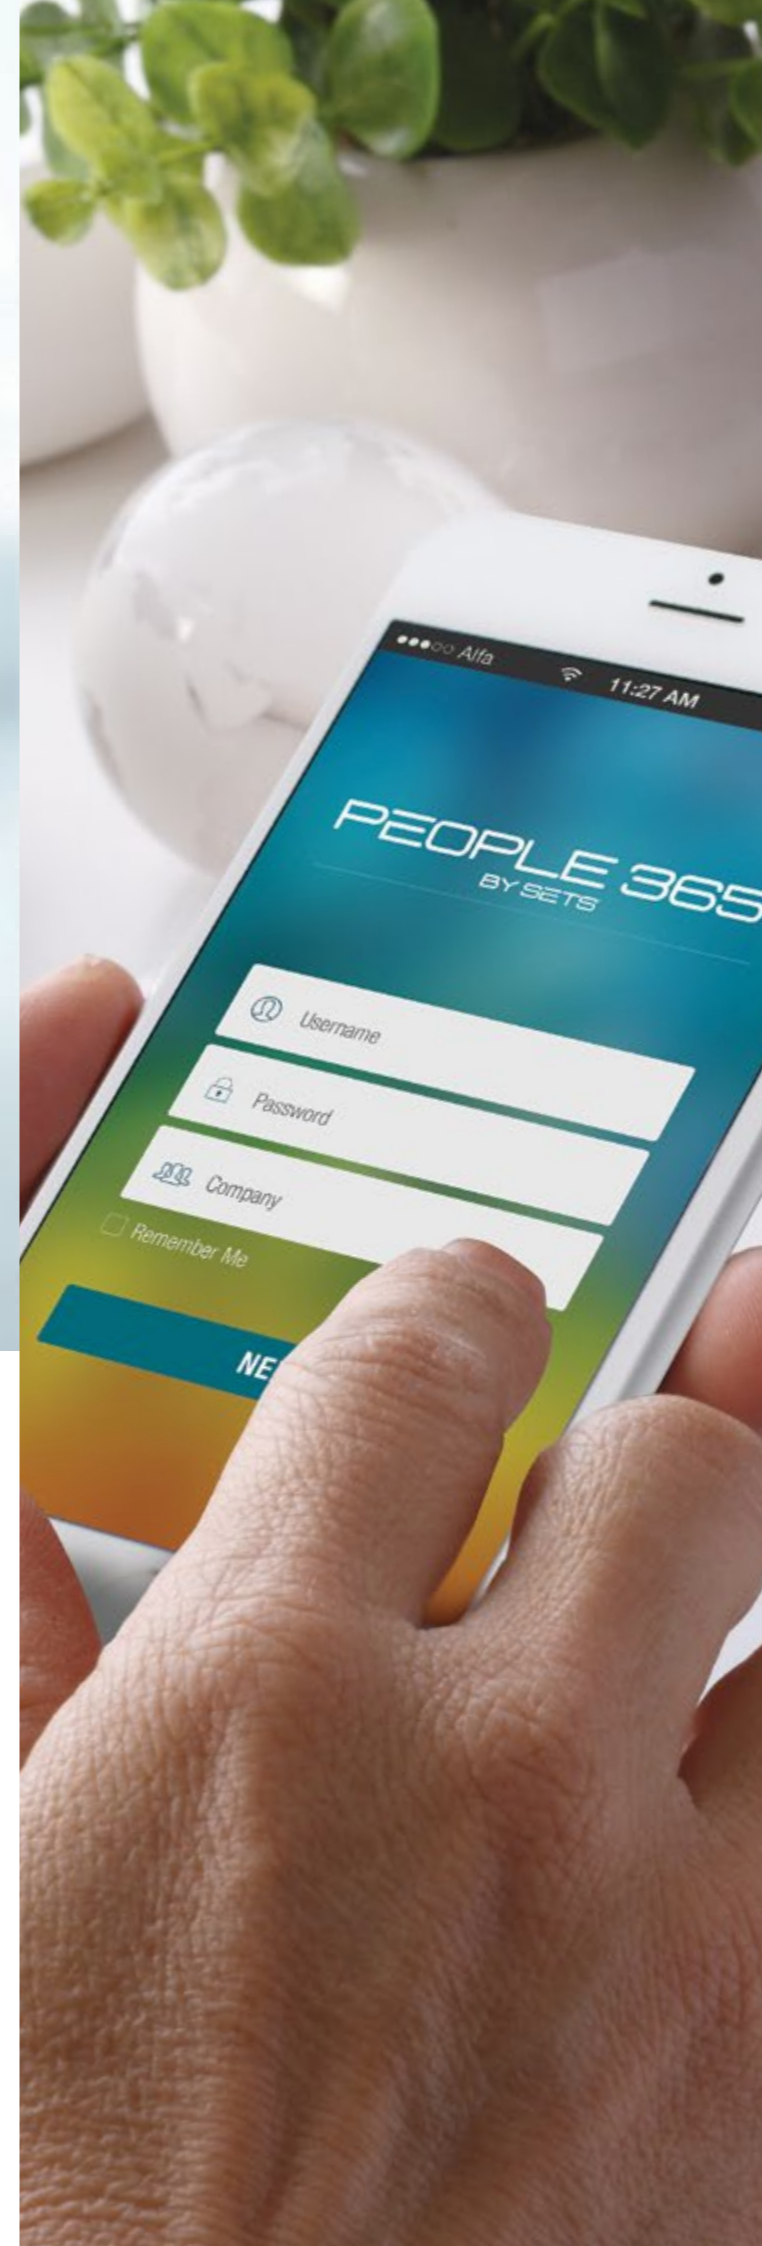 Alfa 11:27 AM
PEOPLE 365
BY SETS
Username
Password
Company
Remember Me
NE